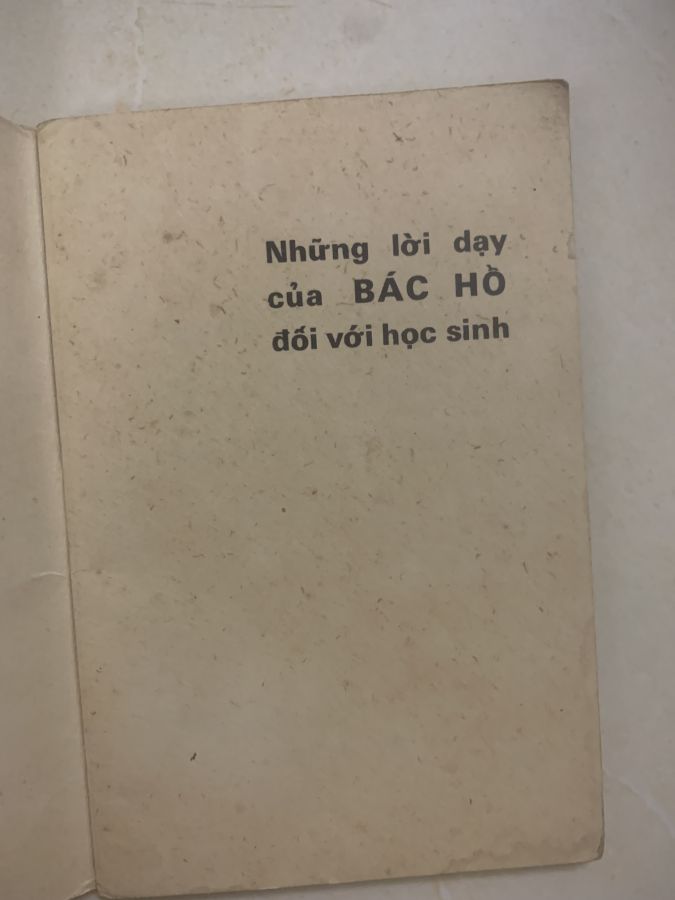 Những lời dạy
của BÁC HỒ
đối với học sinh